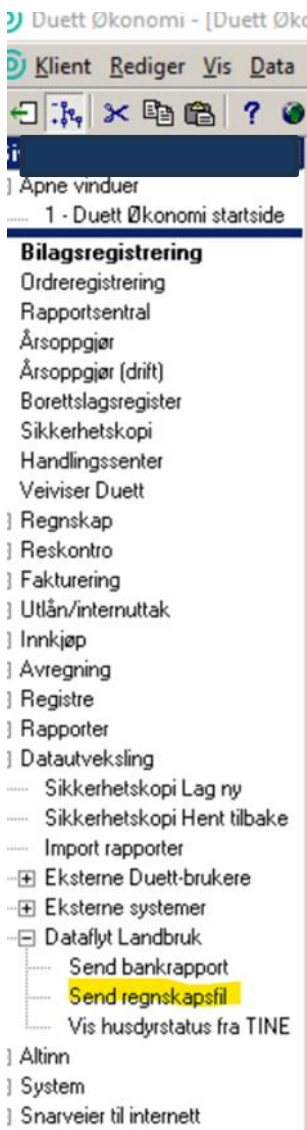 Duett Økonomi - [Duett Øko
Klient Rediger Vis Data
Åpne vinduer
1 - Duett Økonomi startside
Bilagsregistrering
Ordreregistrering
Rapportsentral
Årsoppgjør
Årsoppgjør (drift)
Borettslagsregister
Sikkerhetskopi
Handlingssenter
Veiviser Duett
Regnskap
Reskontro
Fakturering
Utlån/internuttak
Innkjøp
Avregning
Registre
Rapporter
Datautveksling
Sikkerhetskopi Lag ny
Sikkerhetskopi Hent tilbake
Import rapporter
Eksterne Duett-brukere
Eksterne systemer
Dataflyt Landbruk
Send bankrapport
Send regnskapsfil
Vis husdyrstatus fra TINE
Altinn
System
Snarveier til internett